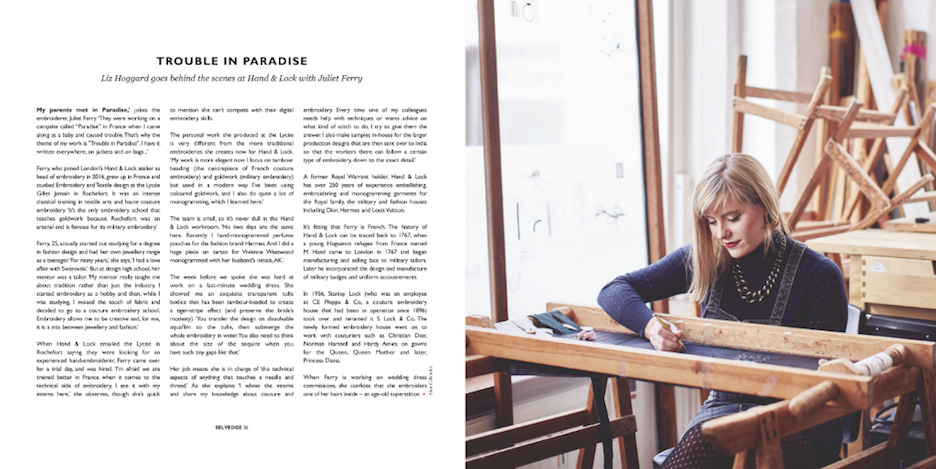 TROUBLE IN PARADISE
Liz Hoggard goes behind the scenes at Hand & Lock with Juliet Ferry
My parents met in Paradise,' jokes the
embroiderer, Juliet Ferry. 'They were working on a
campsite called "Paradise" in France when I came
along as a baby and caused trouble. That's why the
theme of my work is "Trouble in Paradise". I have it
written everywhere, on jackets and on bags...'
Ferry, who joined London's Hand & Lock atelier as
head of embroidery in 2016, grew up in France and
studied Embroidery and Textile design at the Lycée
Gilles Jamain in Rochefort. It was an intense
classical training in textile arts and haute couture
embroidery. 'It's the only embroidery school that
teaches goldwork because Rochefort was an
arsenal and is famous for its military embroidery.'
Ferry, 25, actually started out studying for a degree
in fashion design and had her own jewellery range
as a teenager. 'For many years,' she says, 'I had a love
affair with Swarovski.' But at design high school, her
mentor was a tailor. 'My mentor really taught me
about tradition rather than just the industry. I
started embroidery as a hobby and then, while I
was studying, I missed the touch of fabric and
decided to go to a couture embroidery school.
Embroidery allows me to be creative and, for me,
it is a mix between jewellery and fashion.'
When Hand & Lock emailed the Lycée in
Rochefort saying they were looking for an
experienced hand-embroiderer, Ferry came over
for a trial day, and was hired. 'I'm afraid we are
trained better in France when it comes to the
technical side of embroidery. I see it with my
interns here,' she observes, though she's quick
to mention she can't compete with their digital
embroidery skills.
The personal work she produced at the Lycée
is very different from the more traditional
embroideries she creates now for Hand & Lock.
'My work is more elegant now. I focus on tambour
beading (the centrepiece of French couture
embroidery) and goldwork (military embroidery)
but used in a modern way. I've been using
coloured goldwork, and I also do quite a lot of
monogramming, which I learned here.'
The team is small, so it's never dull in the Hand
& Lock workroom. 'No two days are the same
here. Recently I hand-monogrammed perfume
pouches for the fashion brand Hermes. And I did a
huge piece on tartan for Vivienne Westwood
monogrammed with her husband's initials, AK.'
The week before we spoke she was hard at
work on a last-minute wedding dress. She
showed me an exquisite transparent tulle
bodice that has been tambour-beaded to create
a tiger-stripe effect (and preserve the bride's
modesty). 'You transfer the design on dissolvable
aquafilm to the tulle, then submerge the
whole embroidery in water. You also need to think
about the size of the sequins when you
have such tiny gaps like that.'
Her job means she is in charge of 'the technical
aspects of anything that touches a needle and
thread.' As she explains: 'I advise the interns
and share my knowledge about couture and
embroidery. Every time one of my colleagues
needs help with techniques or wants advice on
what kind of stitch to do, I try to give them the
answer. I also make samples in-house for the larger
production designs that are then sent over to India
so that the workers there can follow a certain
type of embroidery, down to the exact detail.'
A former Royal Warrant holder, Hand & Lock
has over 250 years of experience embellishing,
embroidering and monogramming garments for
the Royal family, the military and fashion houses
including Dior, Hermes and Louis Vuitton.
It's fitting that Ferry is French. The history of
Hand & Lock can be traced back to 1767, when
a young Huguenot refugee from France named
M. Hand came to London in 1767 and began
manufacturing and selling lace to military tailors.
Later he incorporated the design and manufacture
of military badges and uniform accoutrements.
In 1956, Stanley Lock (who was an employee
at CE Phipps & Co, a couture embroidery
house that had been in operation since 1898)
took over and renamed it S. Lock & Co. The
newly formed embroidery house went on to
work with couturiers such as Christian Dior,
Norman Hartnell and Hardy Amies on gowns
for the Queen, Queen Mother and later,
Princess Diana.
When Ferry is working on wedding dress
commissions, she confides that she embroiders
one of her hairs inside – an age-old superstition
SELVEDGE 26